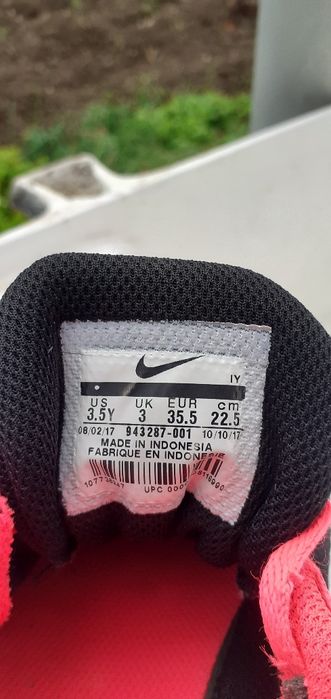 IY
US UK EUR cm
3.5Y 3 35.5 22.5
08/02/17 943287-001 10/10/17
MADE IN INDONESIA
FABRIQUE EN INDONESIE
UPC